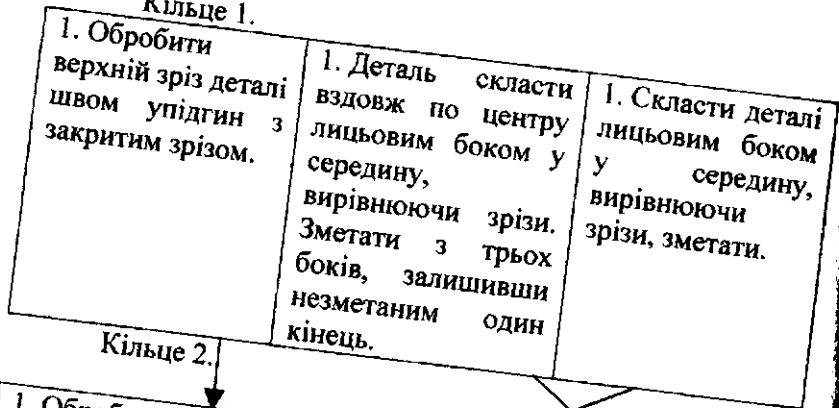 Кільце 1.
1. Обробити
верхній зріз деталі
швом упідгин з
закритим зрізом.
1. Деталь скласти
вздовж по центру
лицьовим боком у
середину,
вирівнюючи зрізи.
Зметати з трьох
боків, залишивши
незметаним один
кінець.
1. Скласти деталі
лицьовим боком
у середину,
вирівнюючи
зрізи, зметати.
Кільце 2.